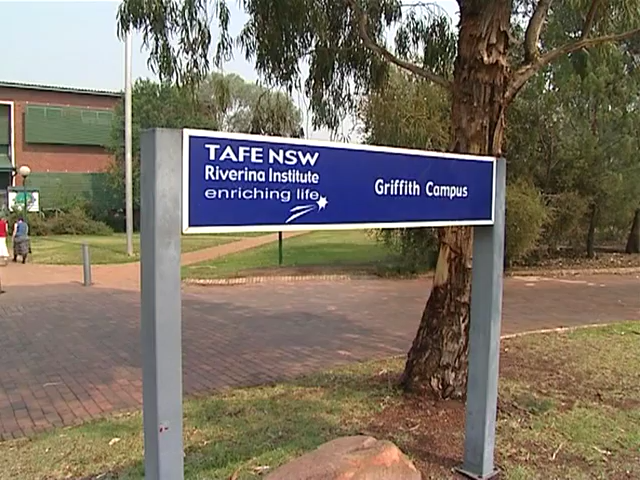 TAFE NSW
Riverina Institute
enriching life
Griffith Campus